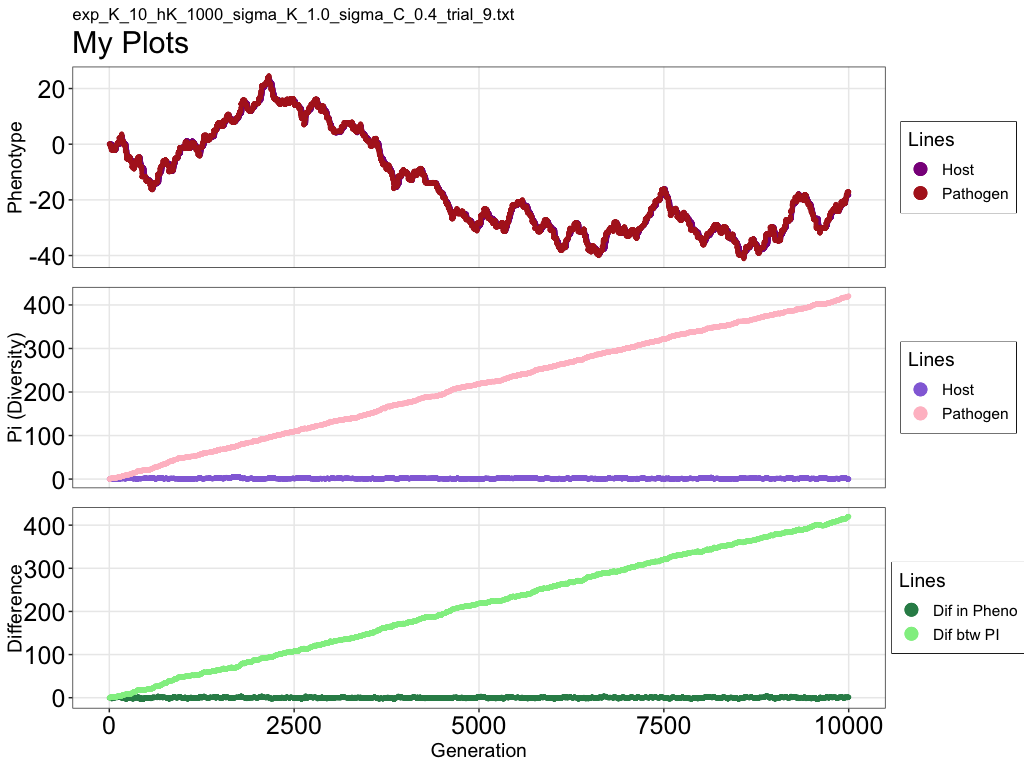 exp_K_10_hK_1000_sigma_K_1.0_sigma_C_0.4_trial_9.txt
My Plots
Phenotype
20
0
-20
-40
Lines
Host
Pathogen
Pi (Diversity)
400
300
200
100
0
Lines
Host
Pathogen
Difference
400
300
200
100
0
Lines
Dif in Pheno
Dif btw PI
0
2500
5000
7500
10000
Generation